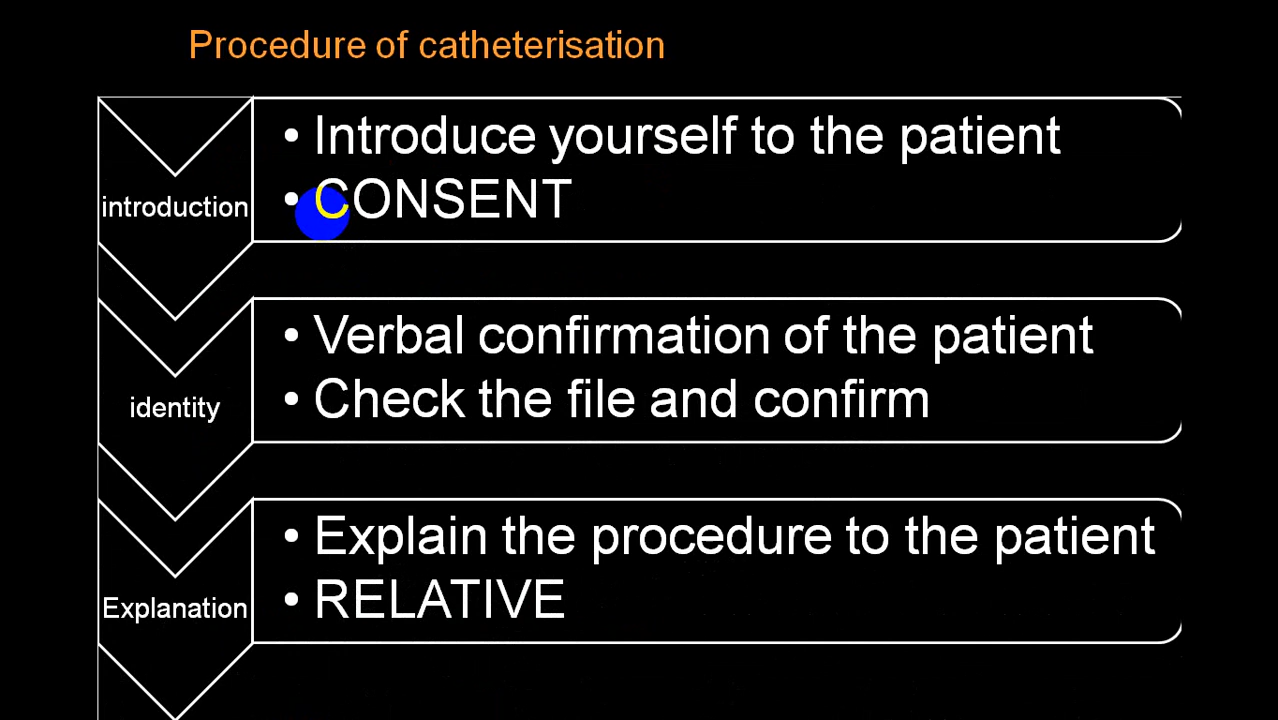 Procedure of catheterisation
introduction
• Introduce yourself to the patient
• CONSENT
identity
• Verbal confirmation of the patient
• Check the file and confirm
Explanation
• Explain the procedure to the patient
• RELATIVE